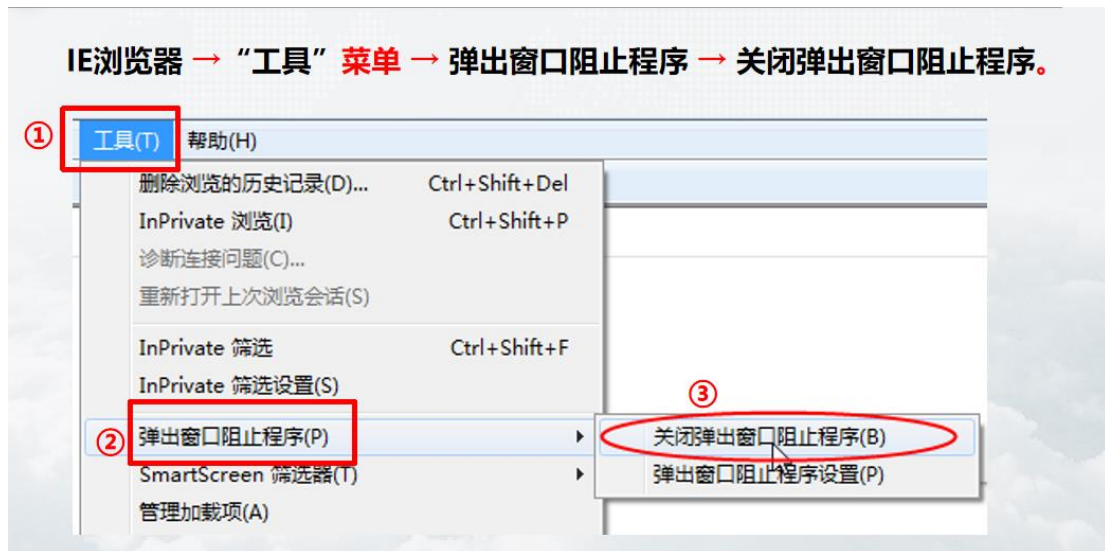 IE浏览器 → “工具” 菜单 → 弹出窗口阻止程序 → 关闭弹出窗口阻止程序。
① 工具(T) 帮助(H)
删除浏览的历史记录(D)... Ctrl+Shift+Del
InPrivate 浏览(I) Ctrl+Shift+P
诊断连接问题(C)...
重新打开上次浏览会话(S)
InPrivate 筛选 Ctrl+Shift+F
InPrivate 筛选设置(S)
③
② 弹出窗口阻止程序(P) 关闭弹出窗口阻止程序(B)
SmartScreen 筛选器(T) 弹出窗口阻止程序设置(P)
管理加载项(A)